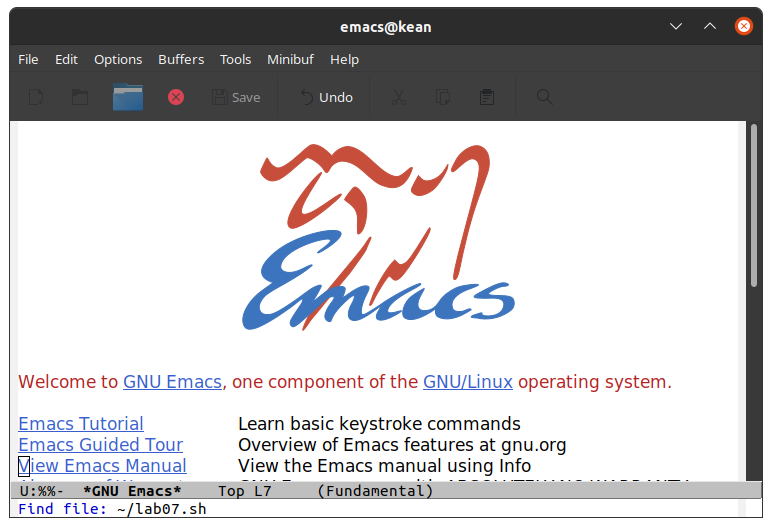 emacs@kean
File Edit Options Buffers Tools Minibuf Help
Save Undo
Emacs
Welcome to GNU Emacs, one component of the GNU/Linux operating system.
Emacs Tutorial Learn basic keystroke commands
Emacs Guided Tour Overview of Emacs features at gnu.org
View Emacs Manual View the Emacs manual using Info
U:%%- *GNU Emacs* Top L7 (Fundamental)
Find file: ~/lab07.sh